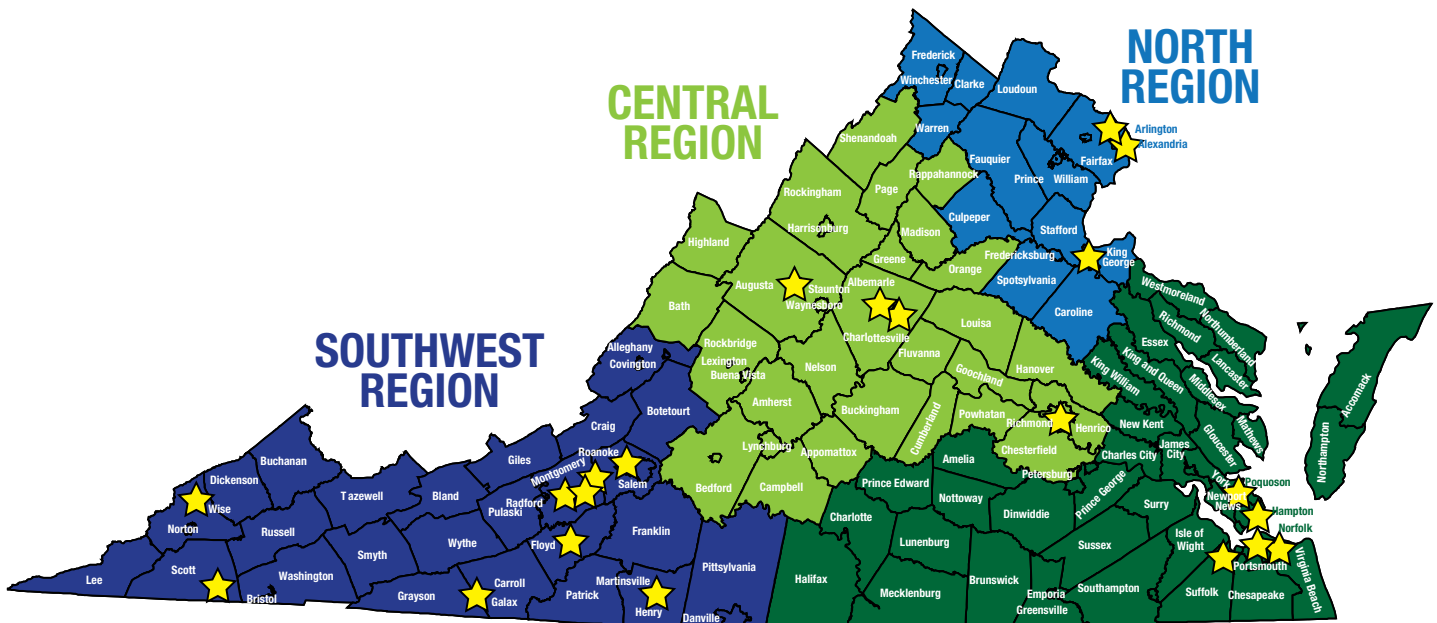 NORTH
REGION
CENTRAL
REGION
SOUTHWEST
REGION
Frederick
Winchester
Clarke
Loudoun
Arlington
Alexandria
Fairfax
Warren
Fauquier
Prince
William
Culpeper
Stafford
Fredericksburg
King
George
Spotsylvania
Caroline
Shenandoah
Page
Rappahannock
Rockingham
Harrisonburg
Madison
Greene
Orange
Highland
Augusta
Staunton
Waynesboro
Albemarle
Charlottesville
Bath
Rockbridge
Lexington
Buena Vista
Nelson
Fluvanna
Louisa
Goochland
Hanover
Amherst
Buckingham
Cumberland
Powhatan
Richmond
Henrico
Chesterfield
Petersburg
Lynchburg
Appomattox
Bedford
Campbell
Alleghany
Covington
Botetourt
Craig
Roanoke
Salem
Giles
Montgomery
Radford
Pulaski
Bland
Tazewell
Buchanan
Dickenson
Wise
Norton
Russell
Lee
Scott
Bristol
Washington
Smyth
Wythe
Grayson
Carroll
Galax
Floyd
Patrick
Franklin
Martinsville
Henry
Pittsylvania
Danville
Westmoreland
Northumberland
Richmond
Essex
Lancaster
King and Queen
King William
Middlesex
Mathews
Gloucester
New Kent
James
City
Charles City
York
Poquoson
Newport
News
Hampton
Norfolk
Portsmouth
Virginia Beach
Chesapeake
Suffolk
Isle of
Wight
Surry
Prince George
Sussex
Southampton
Emporia
Greensville
Dinwiddie
Brunswick
Amelia
Nottoway
Prince Edward
Lunenburg
Mecklenburg
Charlotte
Halifax
Accomack
Northampton